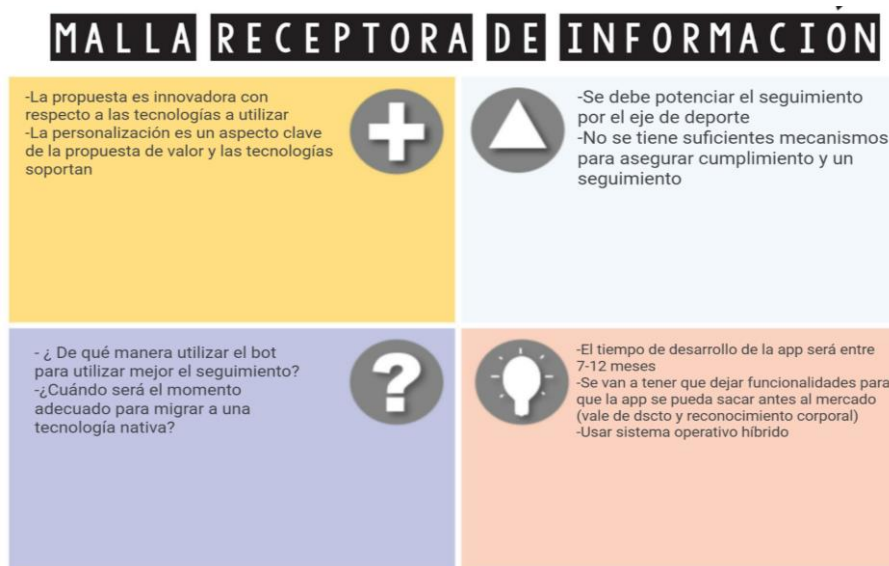 MALLA RECEPTORA DE INFORMACIÓN
-La propuesta es innovadora con
respecto a las tecnologías a utilizar
-La personalización es un aspecto clave
de la propuesta de valor y las tecnologías
soportan
-Se debe potenciar el seguimiento
por el eje de deporte
-No se tiene suficientes mecanismos
para asegurar cumplimiento y un
seguimiento
- ¿ De qué manera utilizar el bot
para utilizar mejor el seguimiento?
-¿Cuándo será el momento
adecuado para migrar a una
tecnología nativa?
-El tiempo de desarrollo de la app será entre
7-12 meses
-Se van a tener que dejar funcionalidades para
que la app se pueda sacar antes al mercado
(vale de dscto y reconocimiento corporal)
-Usar sistema operativo híbrido